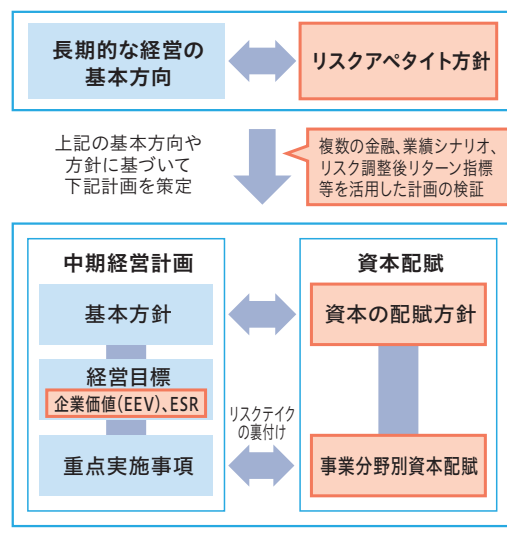 長期的な経営の
基本方向
リスクアペタイト方針
上記の基本方向や
方針に基づいて
下記計画を策定
複数の金融、業績シナリオ、
リスク調整後リターン指標
等を活用した計画の検証
中期経営計画
資本配賦
基本方針
資本の配賦方針
経営目標
企業価値(EEV)、ESR
リスクテイク
の裏付け
重点実施事項
事業分野別資本配賦